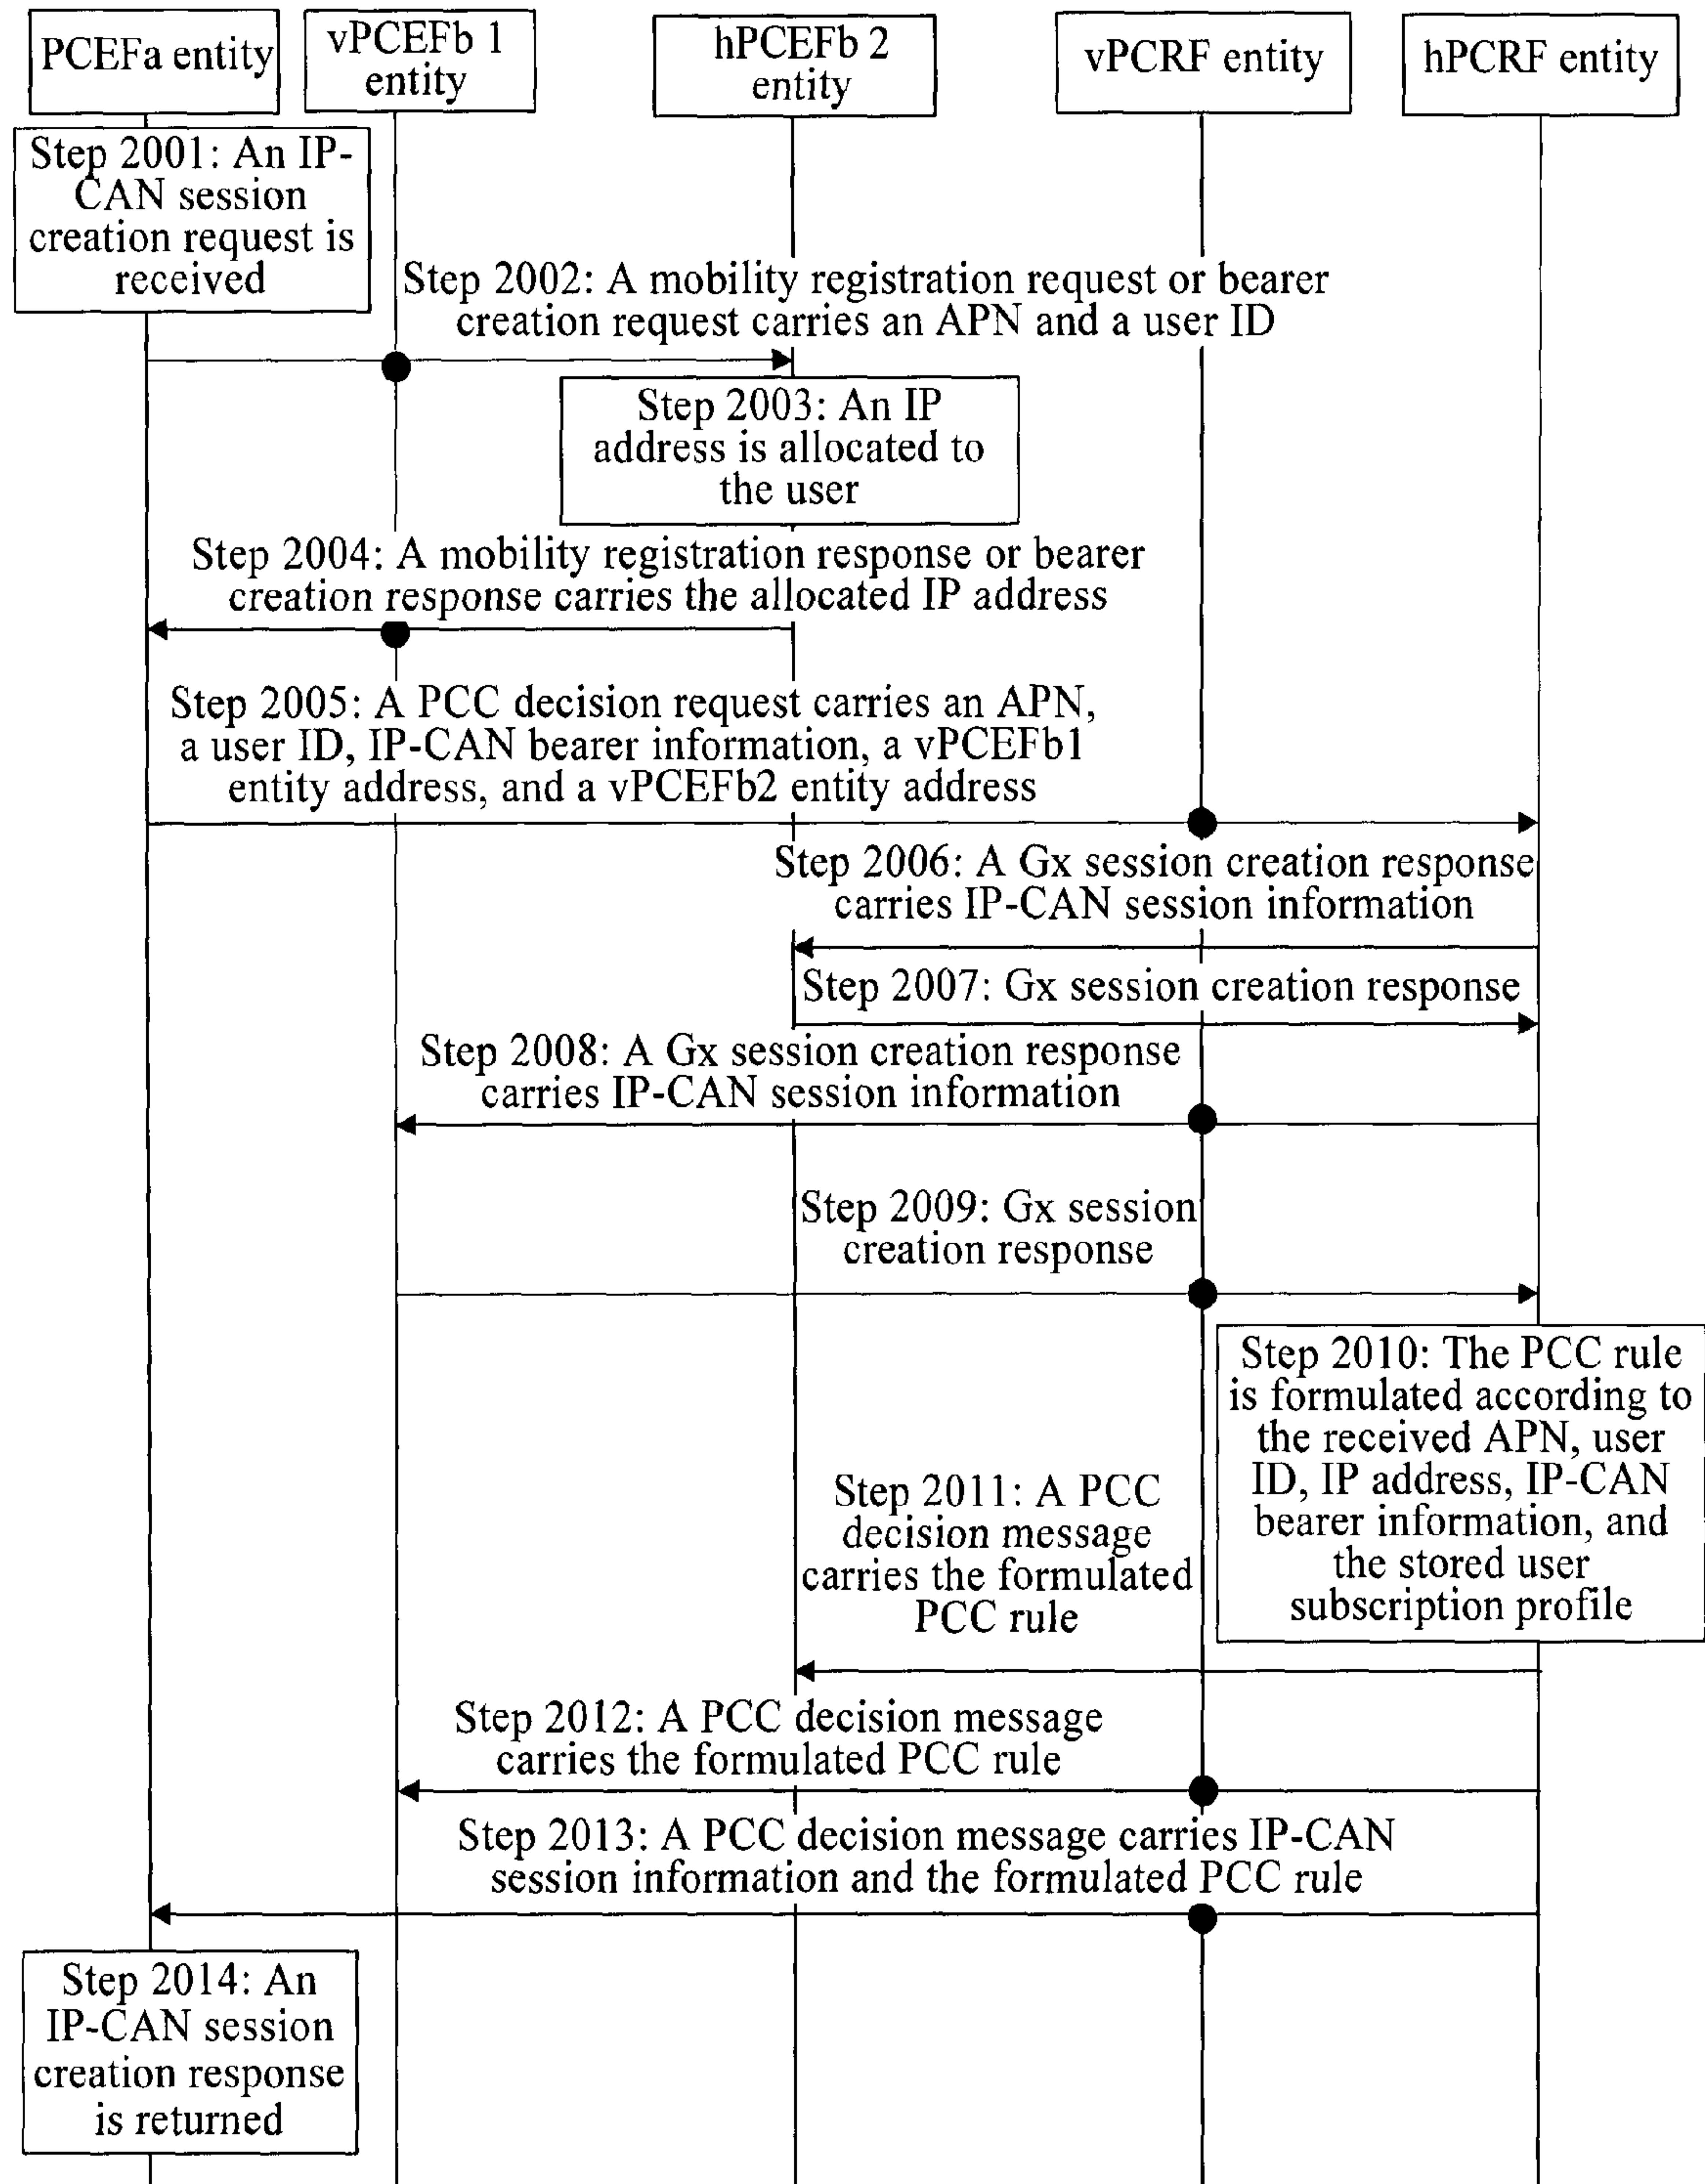 PCEFa entity
vPCEFb 1
entity
hPCEFb 2
entity
vPCRF entity
hPCRF entity
Step 2001: An IP-
CAN session
creation request is
received
Step 2002: A mobility registration request or bearer
creation request carries an APN and a user ID
Step 2003: An IP
address is allocated to
the user
Step 2004: A mobility registration response or bearer
creation response carries the allocated IP address
Step 2005: A PCC decision request carries an APN,
a user ID, IP-CAN bearer information, a vPCEFb1
entity address, and a vPCEFb2 entity address
Step 2006: A Gx session creation response
carries IP-CAN session information
Step 2007: Gx session creation response
Step 2008: A Gx session creation response
carries IP-CAN session information
Step 2009: Gx session
creation response
Step 2010: The PCC rule
is formulated according to
the received APN, user
ID, IP address, IP-CAN
bearer information, and
the stored user
subscription profile
Step 2011: A PCC
decision message
carries the formulated
PCC rule
Step 2012: A PCC decision message
carries the formulated PCC rule
Step 2013: A PCC decision message carries IP-CAN
session information and the formulated PCC rule
Step 2014: An
IP-CAN session
creation response
is returned